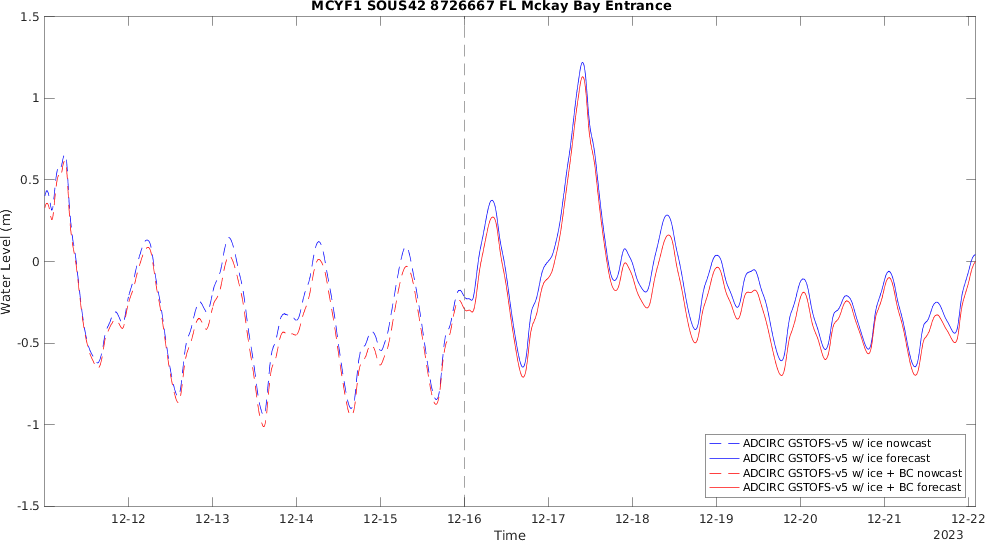 MCYF1 SOUS42 8726667 FL Mckay Bay Entrance
1.5
1
0.5
0
-0.5
-1
-1.5
Water Level (m)
12-12
12-13
12-14
12-15
12-16
12-17
12-18
12-19
12-20
12-21
12-22
Time
2023
ADCIRC GSTOFS-v5 w/ ice nowcast
ADCIRC GSTOFS-v5 w/ ice forecast
ADCIRC GSTOFS-v5 w/ ice + BC nowcast
ADCIRC GSTOFS-v5 w/ ice + BC forecast